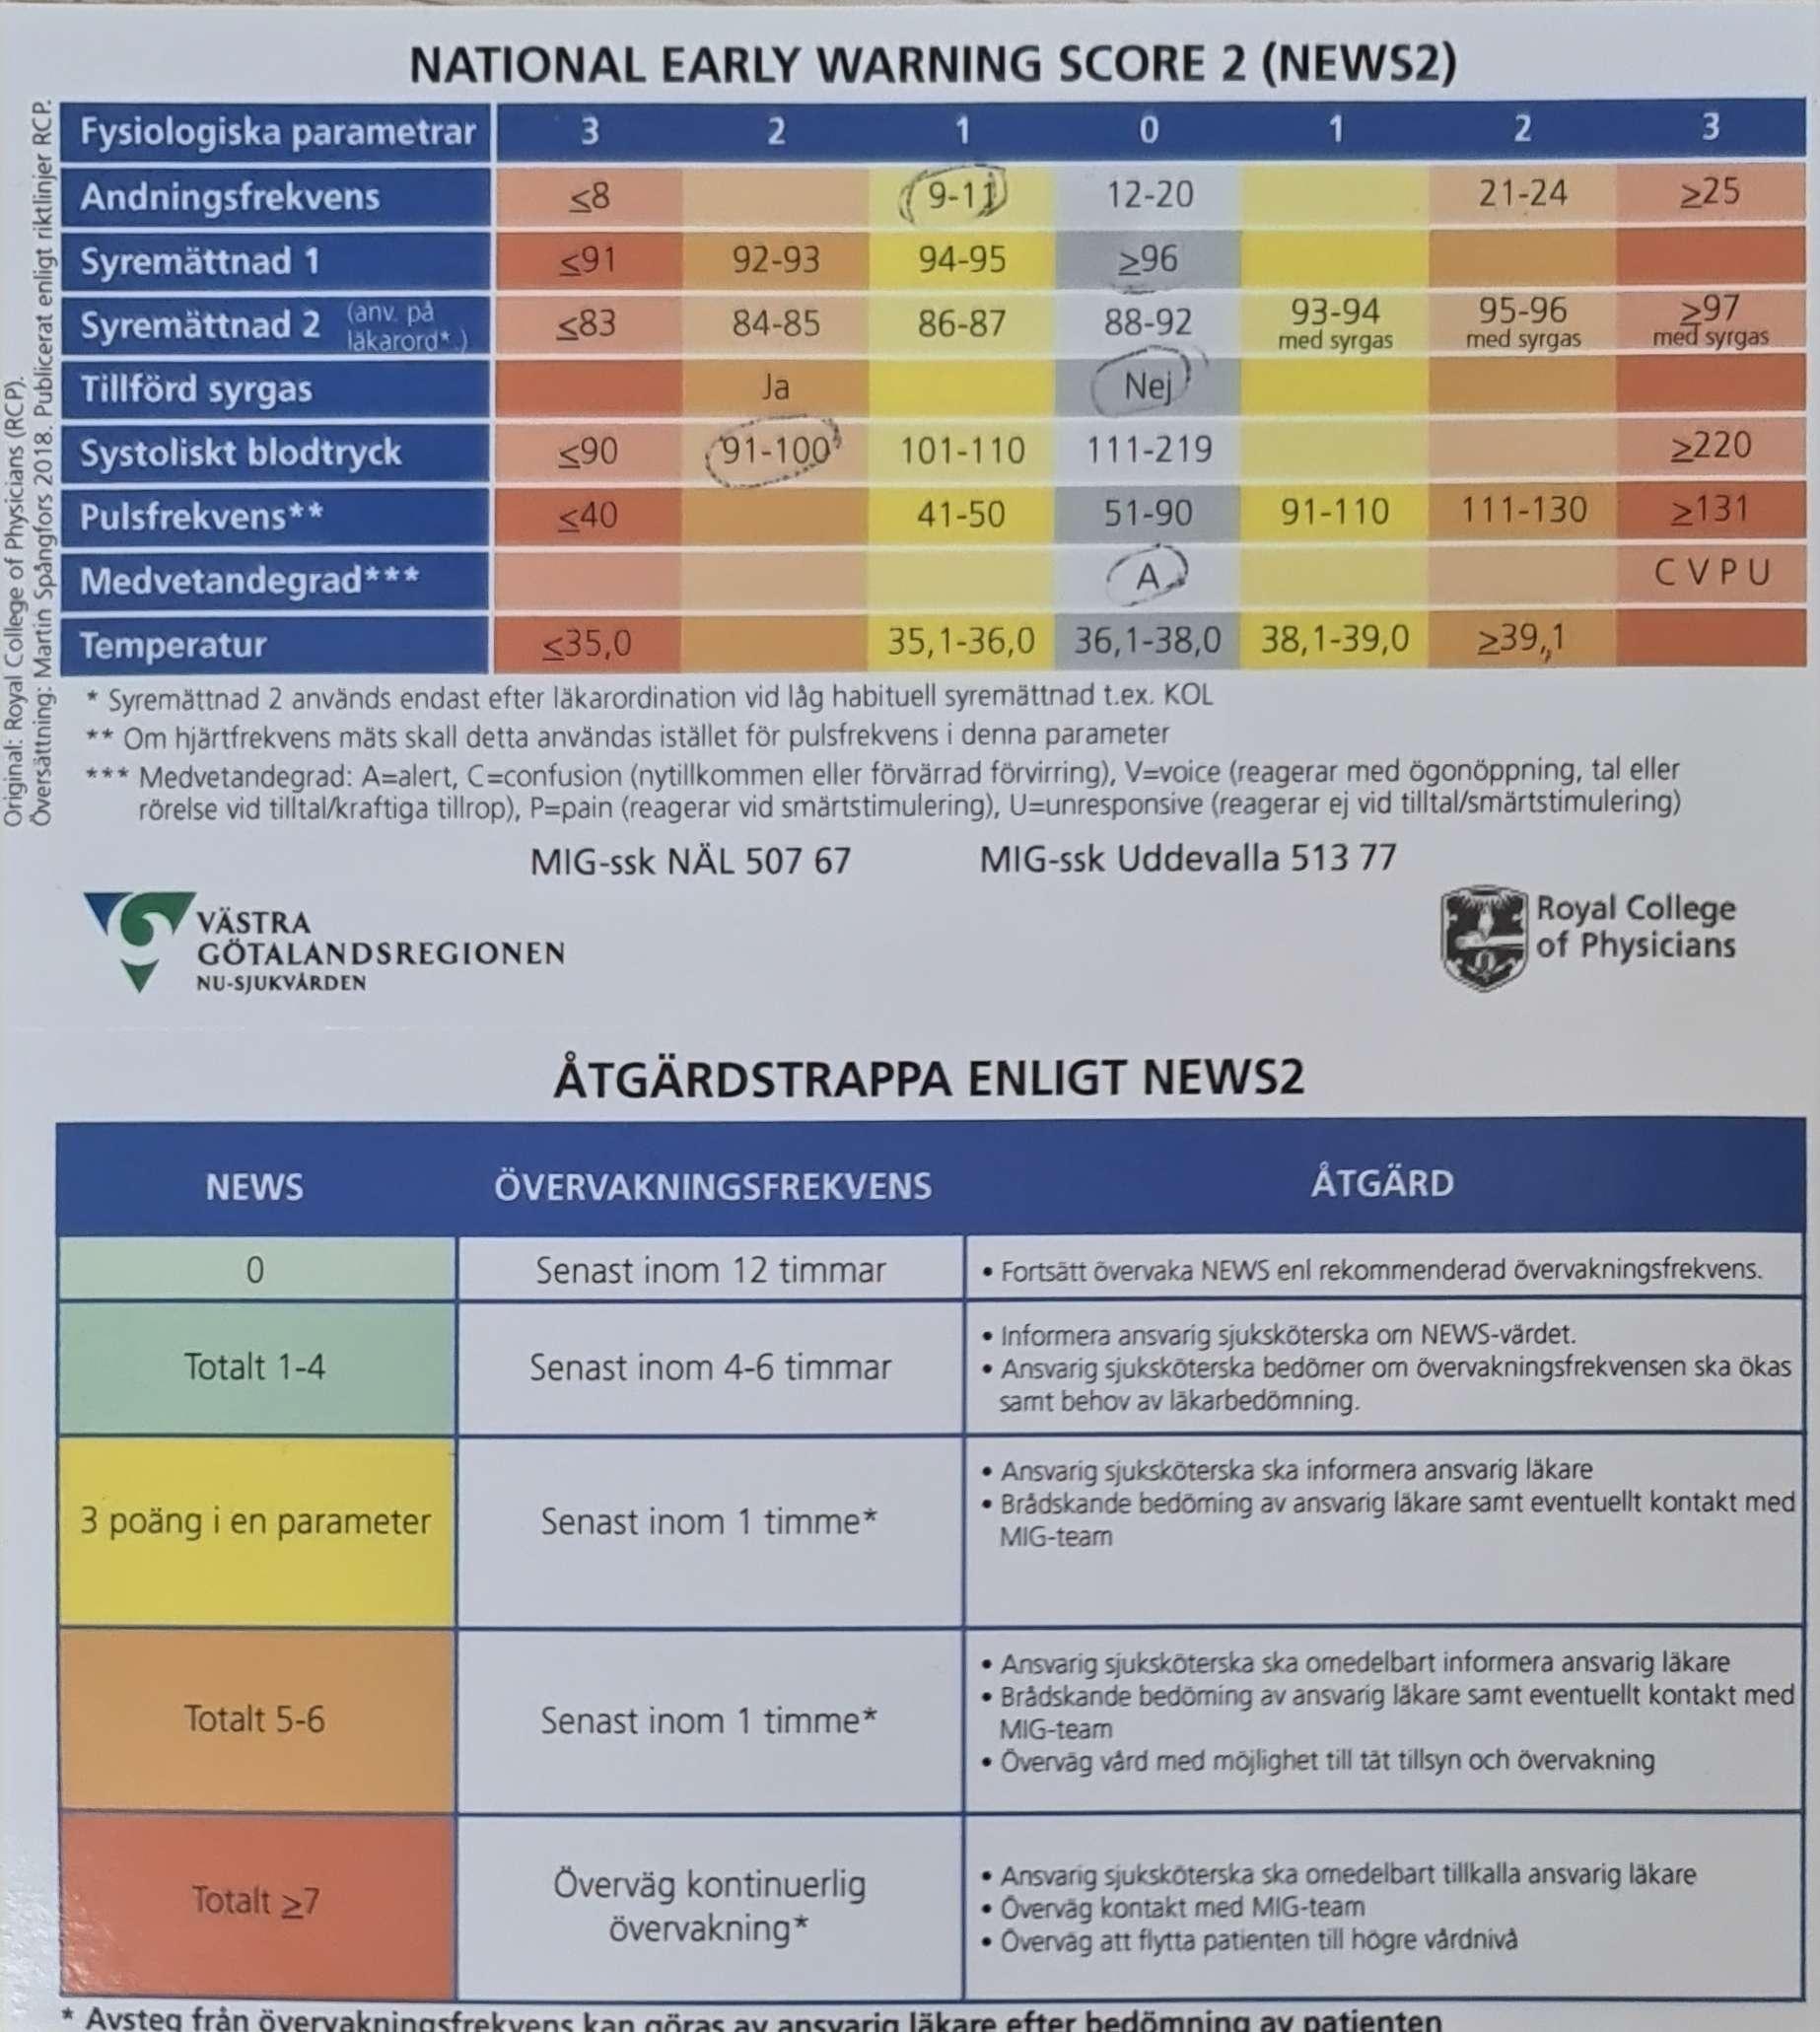 NATIONAL EARLY WARNING SCORE 2 (NEWS2)
Fysiologiska parametrar 3 2 1 0 1 2 3
Andningsfrekvens ≤8 9-11 12-20 21-24 ≥25
Syremättnad 1 ≤91 92-93 94-95 ≥96
Syremättnad 2 (anv. på läkarord*.) ≤83 84-85 86-87 88-92 93-94 med syrgas 95-96 med syrgas ≥97 med syrgas
Tillförd syrgas Ja Nej
Systoliskt blodtryck ≤90 91-100 101-110 111-219 ≥220
Pulsfrekvens** ≤40 41-50 51-90 91-110 111-130 ≥131
Medvetandegrad*** A C V P U
Temperatur ≤35,0 35,1-36,0 36,1-38,0 38,1-39,0 ≥39,1
Original: Royal College of Physicians (RCP).
Översättning: Martin Spångfors 2018. Publicerat enligt riktlinjer RCP.
* Syremättnad 2 används endast efter läkarordination vid låg habituell syremättnad t.ex. KOL
** Om hjärtfrekvens mäts skall detta användas istället för pulsfrekvens i denna parameter
*** Medvetandegrad: A=alert, C=confusion (nytillkommen eller förvärrad förvirring), V=voice (reagerar med ögonöppning, tal eller
rörelse vid tilltal/kraftiga tillrop), P=pain (reagerar vid smärtstimulering), U=unresponsive (reagerar ej vid tilltal/smärtstimulering)
MIG-ssk NÄL 507 67 MIG-ssk Uddevalla 513 77
VÄSTRA
GÖTALANDSREGIONEN
NU-SJUKVÅRDEN
Royal College
of Physicians
ÅTGÄRDSTRAPPA ENLIGT NEWS2
NEWS ÖVERVAKNINGSFREKVENS ÅTGÄRD
0 Senast inom 12 timmar • Fortsätt övervaka NEWS enl rekommenderad övervakningsfrekvens.
Totalt 1-4 Senast inom 4-6 timmar
• Informera ansvarig sjuksköterska om NEWS-värdet.
• Ansvarig sjuksköterska bedömer om övervakningsfrekvensen ska ökas
samt behov av läkarbedömning.
3 poäng i en parameter Senast inom 1 timme*
• Ansvarig sjuksköterska ska informera ansvarig läkare
• Brådskande bedöming av ansvarig läkare samt eventuellt kontakt med
MIG-team
Totalt 5-6 Senast inom 1 timme*
• Ansvarig sjuksköterska ska omedelbart informera ansvarig läkare
• Brådskande bedöming av ansvarig läkare samt eventuellt kontakt med
MIG-team
• Överväg vård med möjlighet till tät tillsyn och övervakning
Totalt ≥7 Överväg kontinuerlig
övervakning*
• Ansvarig sjuksköterska ska omedelbart tillkalla ansvarig läkare
• Överväg kontakt med MIG-team
• Överväg att flytta patienten till högre vårdnivå
* Avsteg från övervakningsfrekvens kan göras av ansvarig läkare efter bedömning av patienten